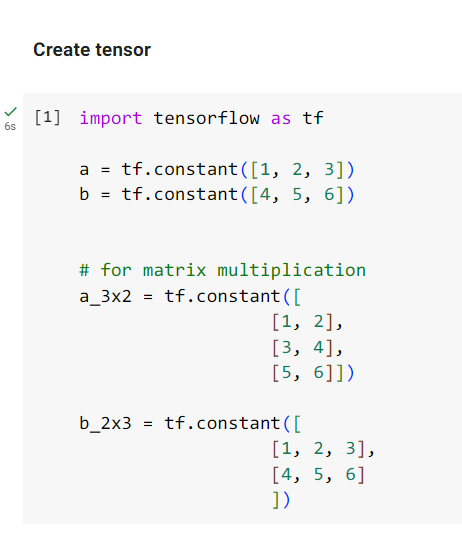 Create tensor
6s
[1] import tensorflow as tf
a = tf.constant([1, 2, 3])
b = tf.constant([4, 5, 6])
# for matrix multiplication
a_3x2 = tf.constant([
[1, 2],
[3, 4],
[5, 6]])
b_2x3 = tf.constant([
[1, 2, 3],
[4, 5, 6]
])